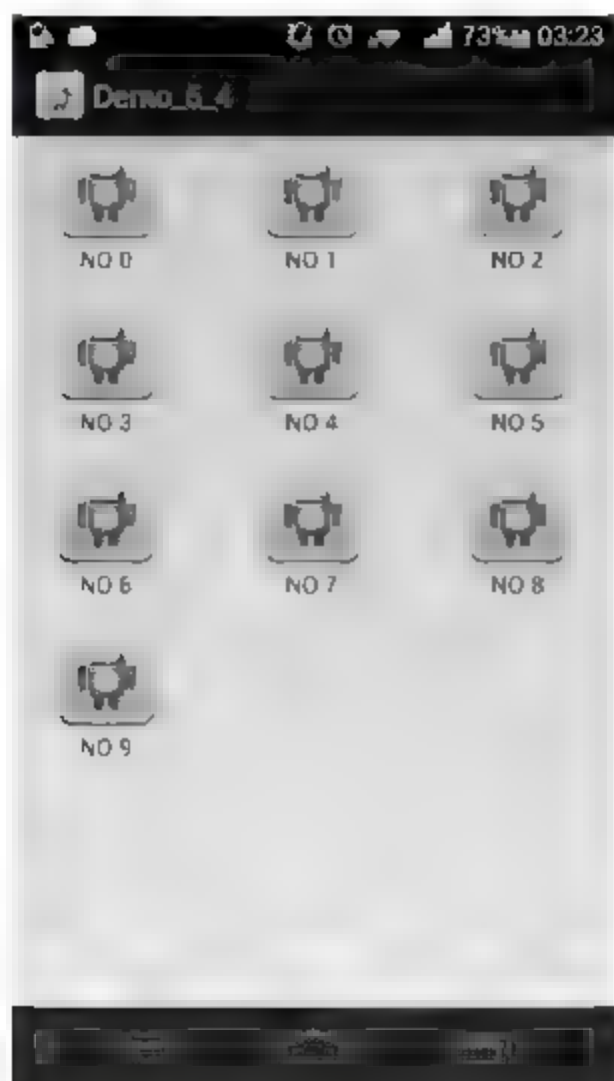 73% 03:23
Demo_5_4
NO 0 NO 1 NO 2
NO 3 NO 4 NO 5
NO 6 NO 7 NO 8
NO 9